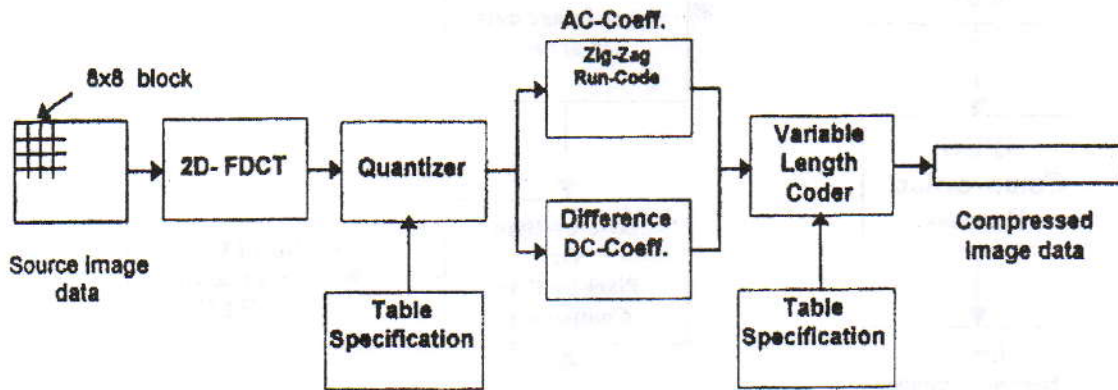 AC-Coeff.
Zig-Zag
Run-Code
8x8 block
2D- FDCT
Quantizer
Variable
Length
Coder
Difference
DC-Coeff.
Source Image
data
Compressed
Image data
Table
Specification
Table
Specification